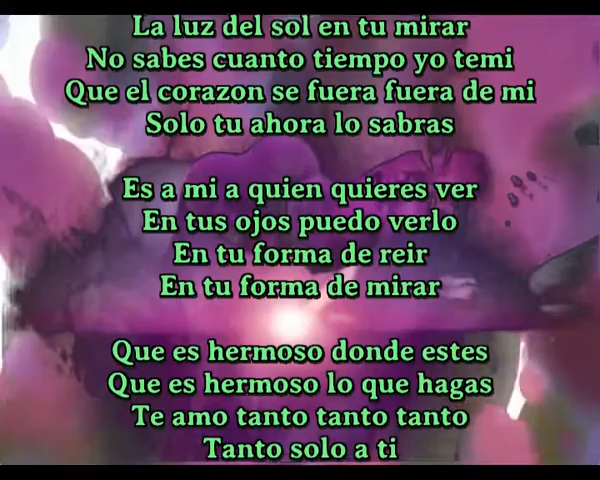 La luz del sol en tu mirar
No sabes cuanto tiempo yo temi
Que el corazon se fuera fuera de mi
Solo tu ahora lo sabras
Es a mi a quien quieres ver
En tus ojos puedo verlo
En tu forma de reir
En tu forma de mirar
Que es hermoso donde estes
Que es hermoso lo que hagas
Te amo tanto tanto tanto
Tanto solo a ti